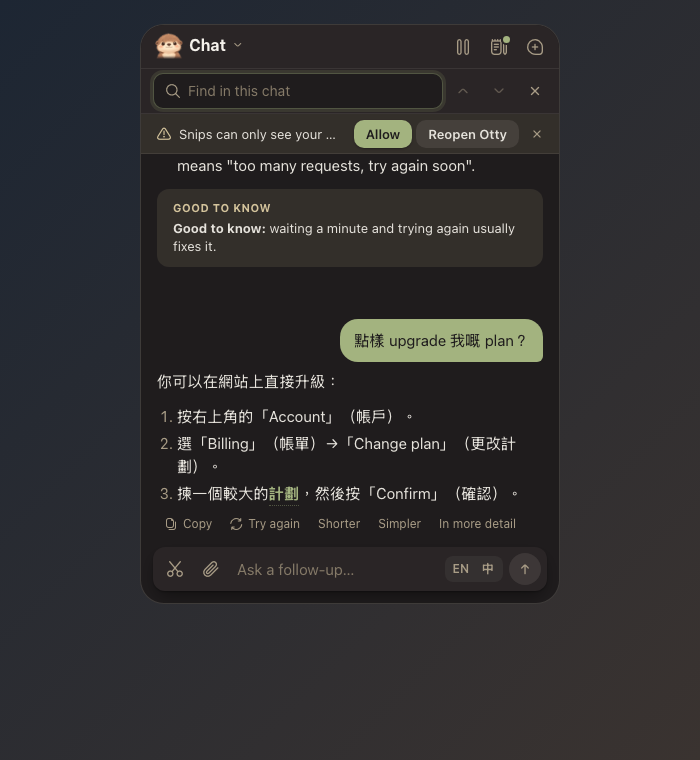 Chat
Find in this chat
Snips can only see your ...
Allow
Reopen Otty
means "too many requests, try again soon".
GOOD TO KNOW
Good to know: waiting a minute and trying again usually
fixes it.
點樣 upgrade 我嘅 plan？
你可以在網站上直接升級：
1. 按右上角的「Account」（帳戶）。
2. 選「Billing」（帳單）→「Change plan」（更改計
劃）。
3. 揀一個較大的計劃，然後按「Confirm」（確認）。
Copy
Try again
Shorter
Simpler
In more detail
Ask a follow-up...
EN 中